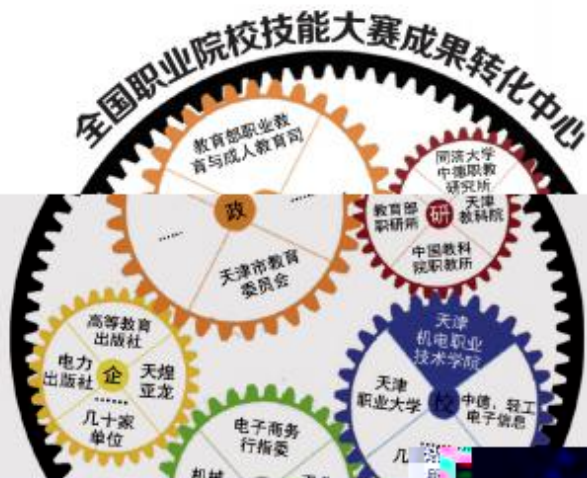 全国职业院校技能大赛成果转化中心
教育部职业教
育与成人教育司
......
政
......
天津市教育
委员会
同济大学
中德职教
研究所
教育部
职研所
研
天津
教科院
中国教科
院职教所
高等教育
出版社
电力
出版社
企
天煌
亚龙
......
几十家
单位
天津
机电职业
技术学院
天津
职业大学
校
中德、轻工
电子信息
......
几
电子商务
行指委
机械